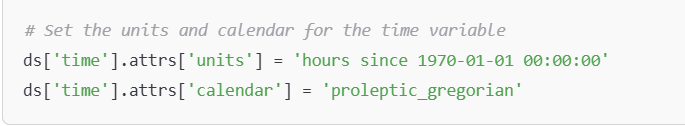 # Set the units and calendar for the time variable
ds['time'].attrs['units'] = 'hours since 1970-01-01 00:00:00'
ds['time'].attrs['calendar'] = 'proleptic_gregorian'